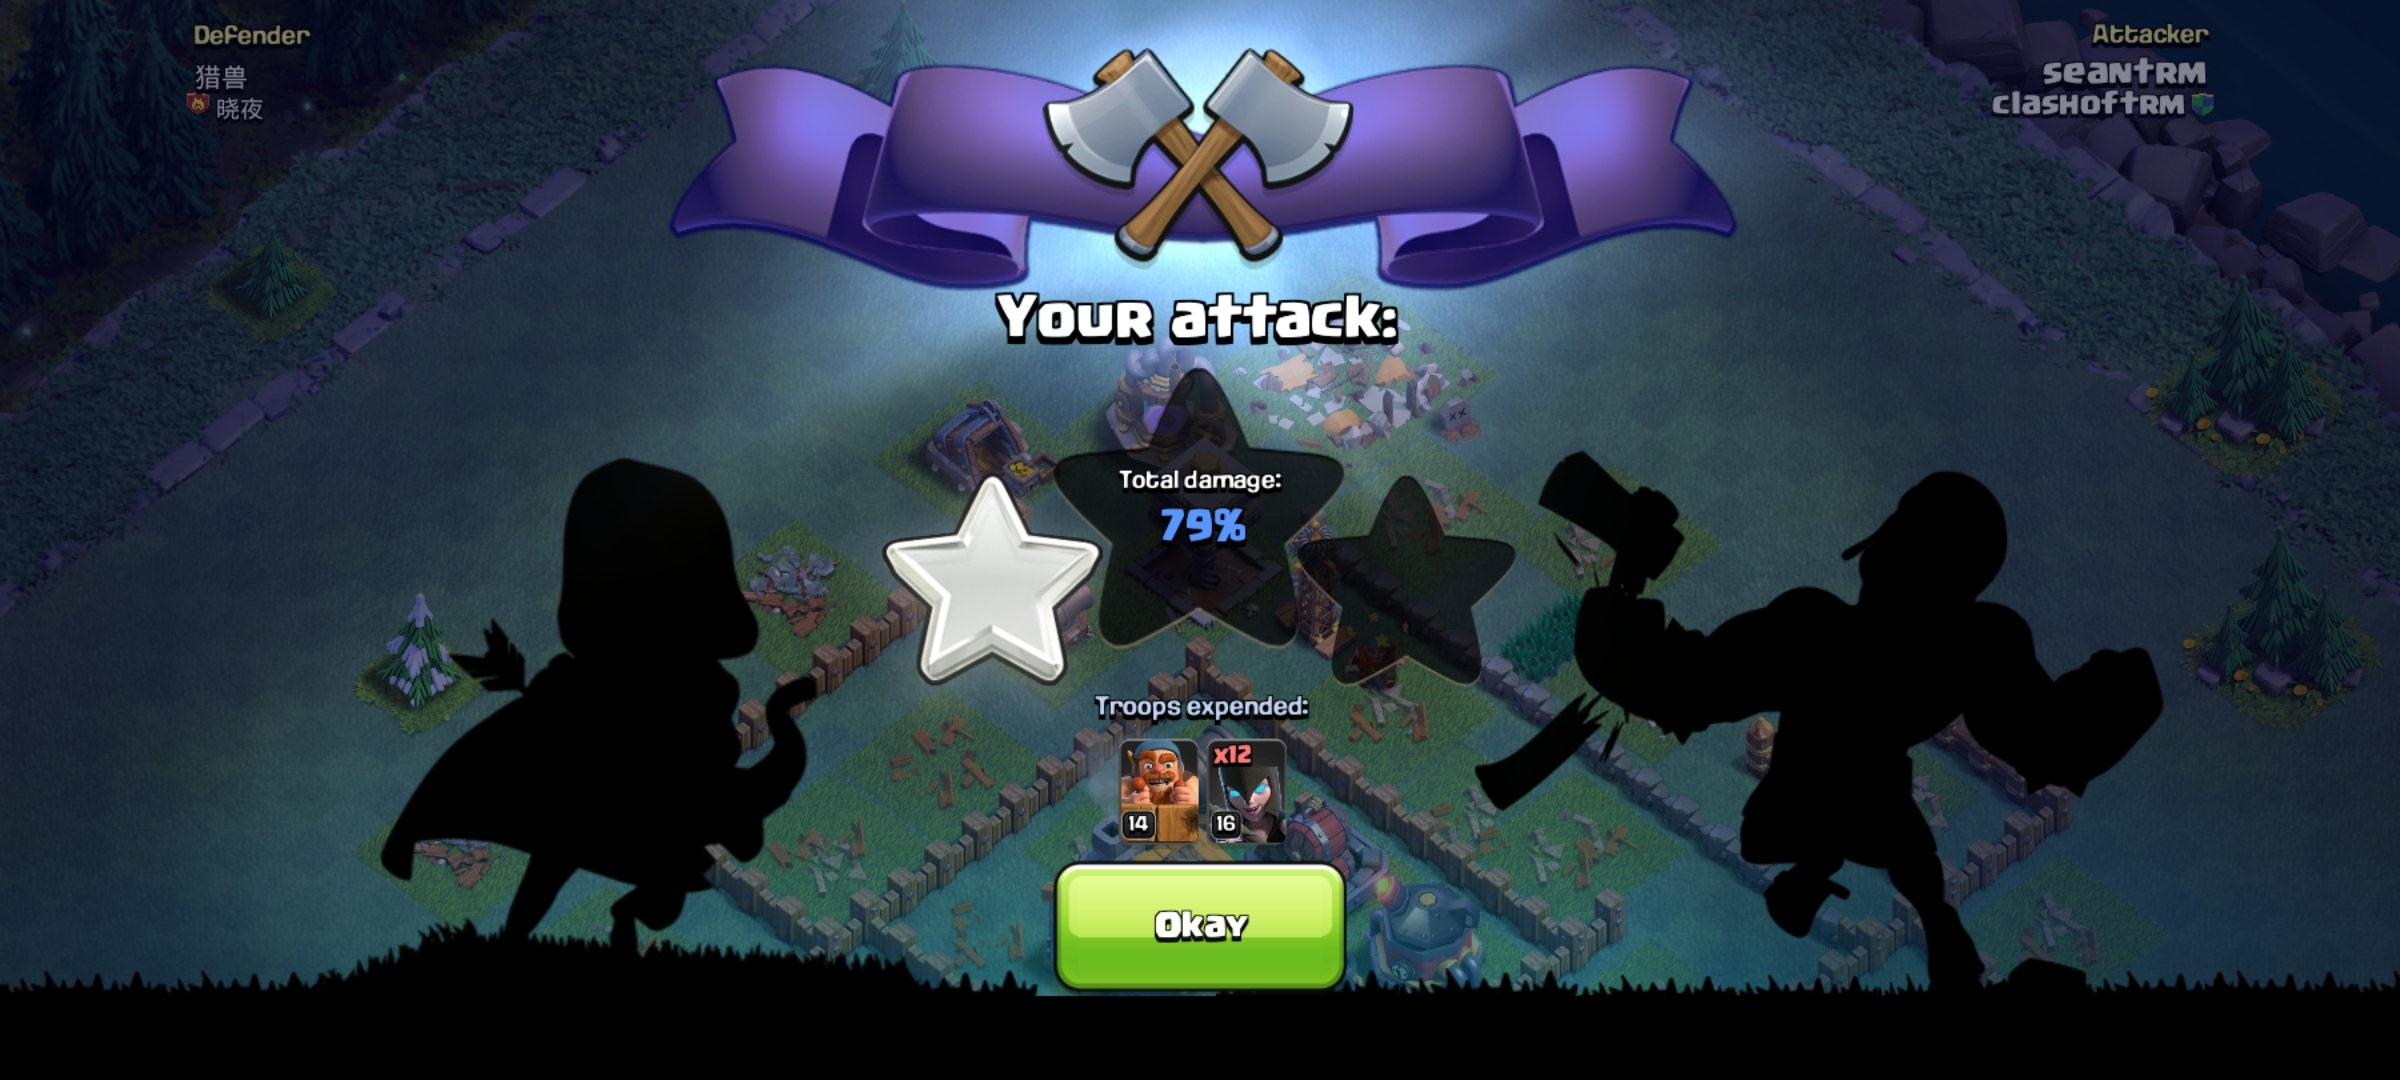 Defender
猎兽
晓夜
Attacker
seantRM
clashoftRM
Your attack:
Total damage:
79%
Troops expended:
x12
14
16
Okay